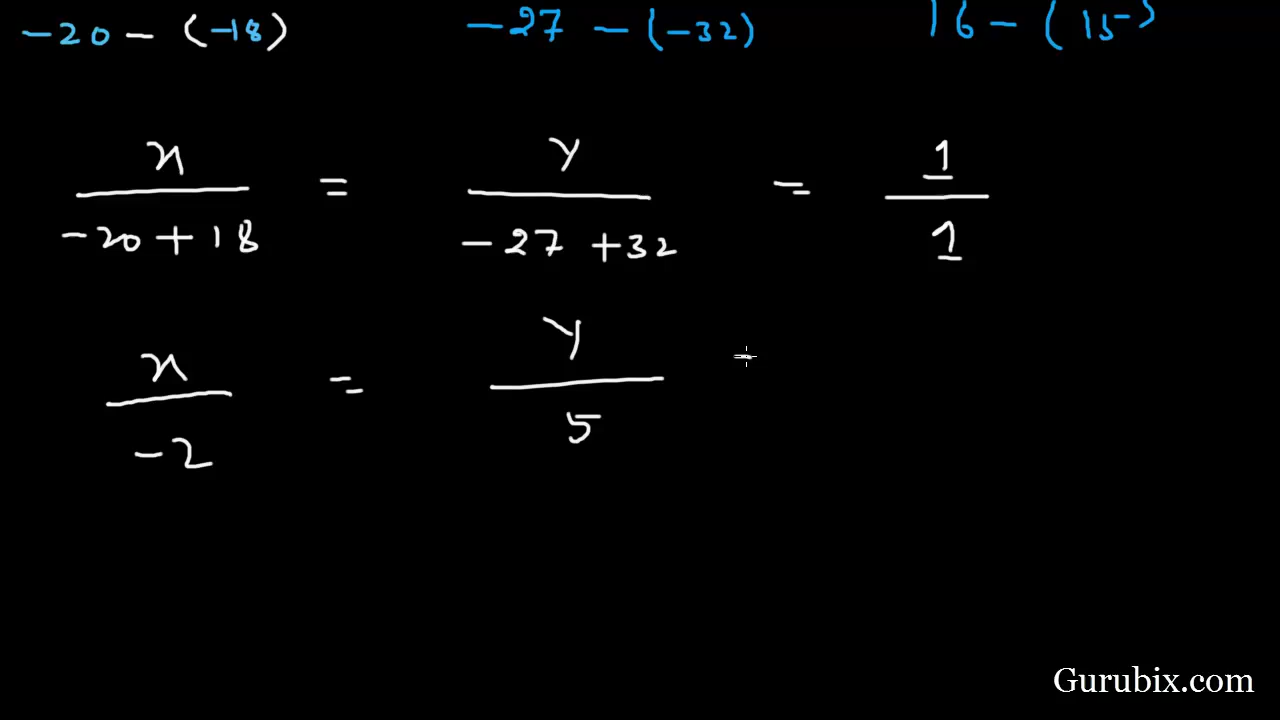 -20 - (-18) -27 - (-32) 16 - (15)
x y 1
= =
-20+18 -27+32 1
x y
= =
-2 5
Gurubix.com